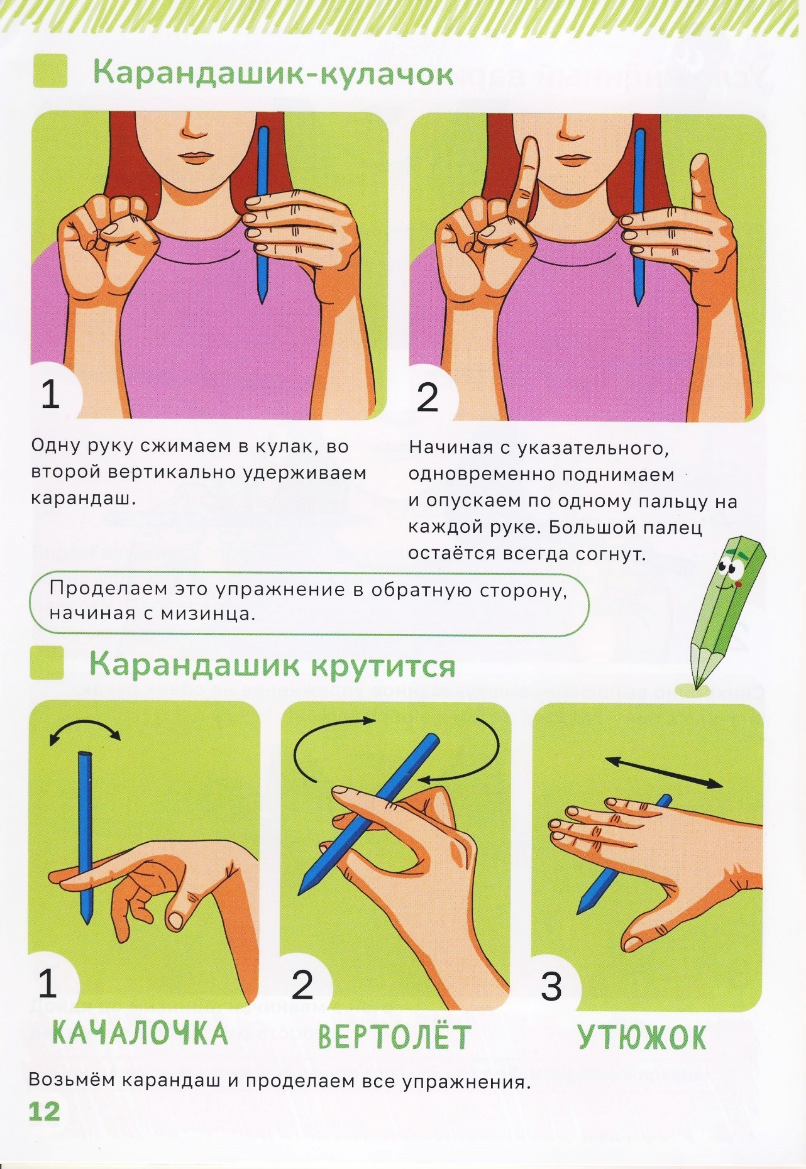 Карандашик-кулачок
1
2
Одну руку сжимаем в кулак, во
второй вертикально удерживаем
карандаш.
Начиная с указательного,
одновременно поднимаем
и опускаем по одному пальцу на
каждой руке. Большой палец
остаётся всегда согнут.
Проделаем это упражнение в обратную сторону,
начиная с мизинца.
Карандашик крутится
1
2
3
КАЧАЛОЧКА
ВЕРТОЛЁТ
УТЮЖОК
Возьмём карандаш и проделаем все упражнения.
12